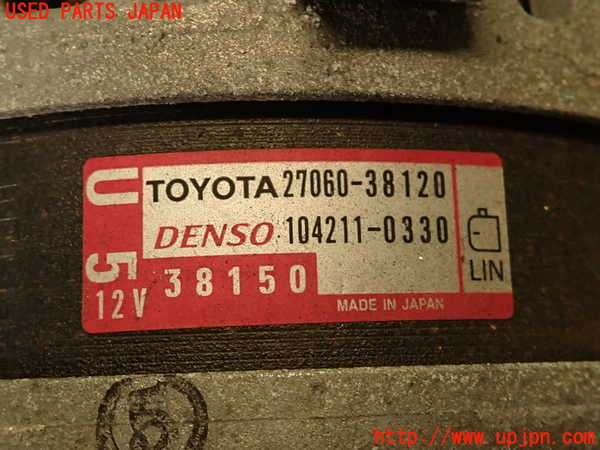 USED PARTS JAPAN
U TOYOTA 27060-38120
DENSO 104211-0330
5
12V 38150
LIN
MADE IN JAPAN
http://www.upjpn.com/